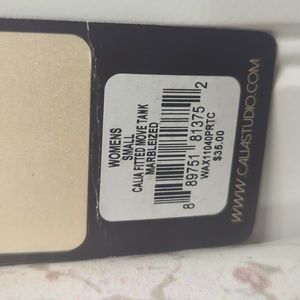 WOMENS
SMALL
CALIA FITTED MOVE TANK
MARBLEIZED
8 89751 81375 2
WAX11040PRTC
$35.00
WWW.CALIASTUDIO.COM